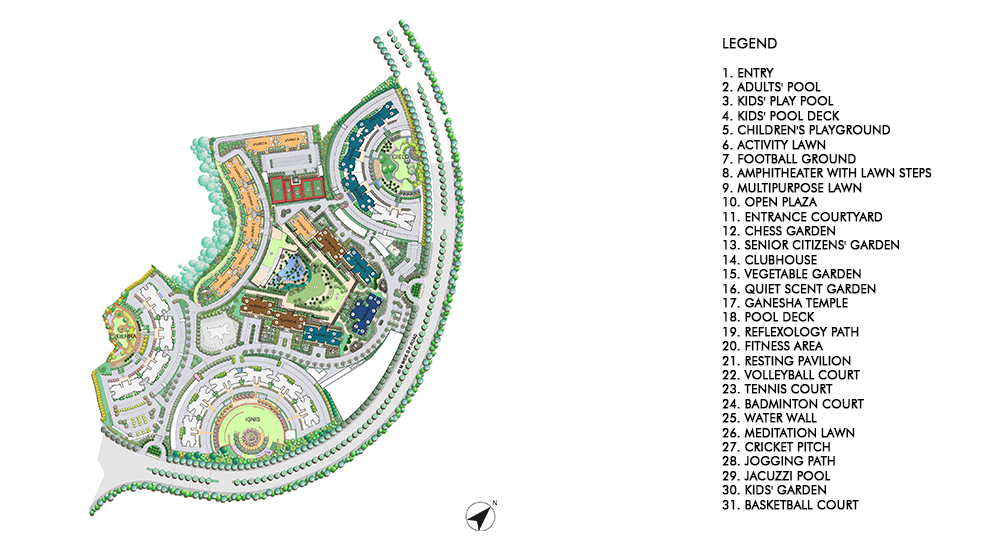 LEGEND
1. ENTRY
2. ADULTS' POOL
3. KIDS' PLAY POOL
4. KIDS' POOL DECK
5. CHILDREN'S PLAYGROUND
6. ACTIVITY LAWN
7. FOOTBALL GROUND
8. AMPHITHEATER WITH LAWN STEPS
9. MULTIPURPOSE LAWN
10. OPEN PLAZA
11. ENTRANCE COURTYARD
12. CHESS GARDEN
13. SENIOR CITIZENS' GARDEN
14. CLUBHOUSE
15. VEGETABLE GARDEN
16. QUIET SCENT GARDEN
17. GANESHA TEMPLE
18. POOL DECK
19. REFLEXOLOGY PATH
20. FITNESS AREA
21. RESTING PAVILION
22. VOLLEYBALL COURT
23. TENNIS COURT
24. BADMINTON COURT
25. WATER WALL
26. MEDITATION LAWN
27. CRICKET PITCH
28. JOGGING PATH
29. JACUZZI POOL
30. KIDS' GARDEN
31. BASKETBALL COURT
CIELO
SIENNA
IGNIS
N